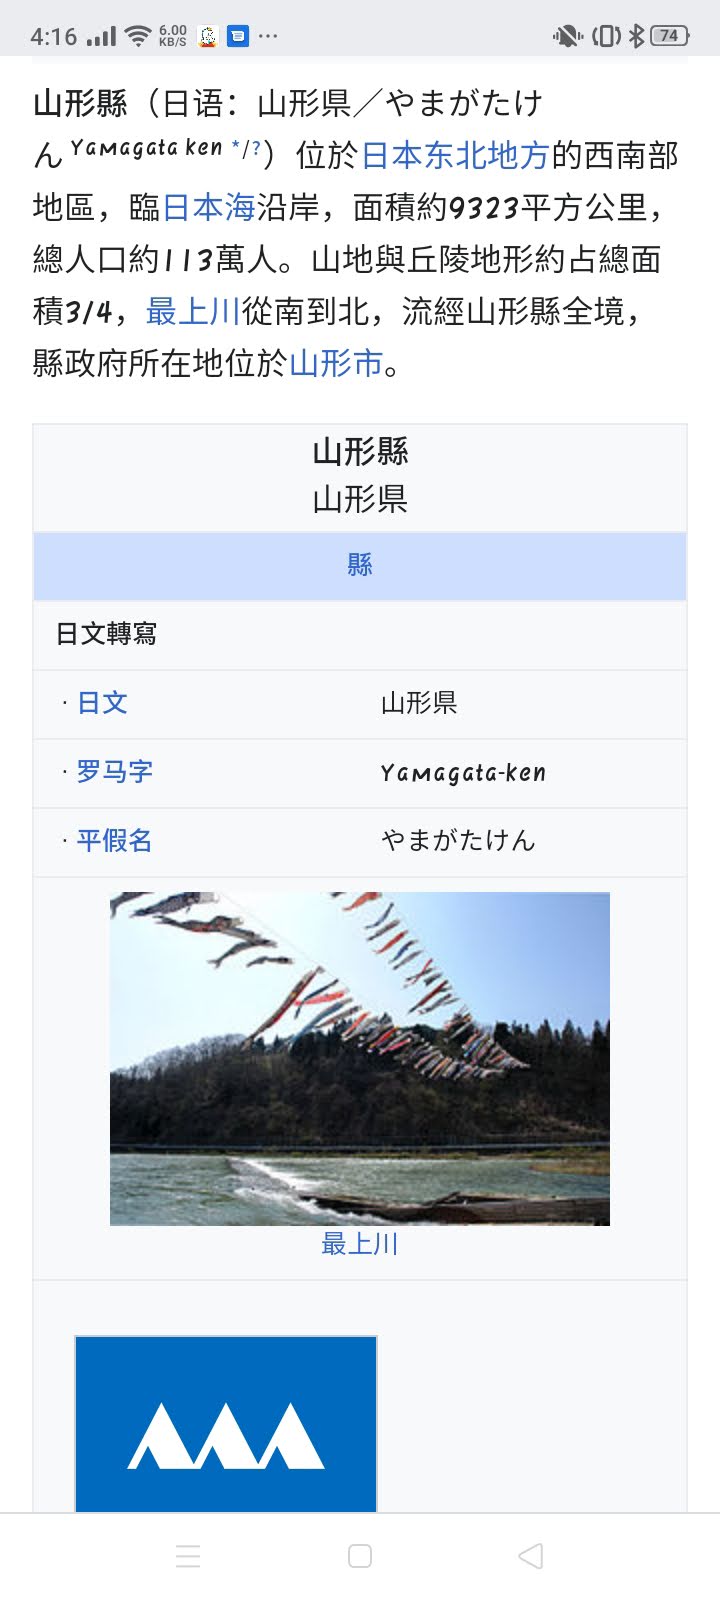 4:16 6.00 KB/S 74
山形縣（日语：山形県／やまがたけ
ん Yamagata ken */?）位於日本东北地方的西南部
地區，臨日本海沿岸，面積約9323平方公里，
總人口約113萬人。山地與丘陵地形約占總面
積3/4，最上川從南到北，流經山形縣全境，
縣政府所在地位於山形市。
山形縣
山形県
縣
日文轉寫
· 日文 山形県
· 罗马字 Yamagata-ken
· 平假名 やまがたけん
最上川